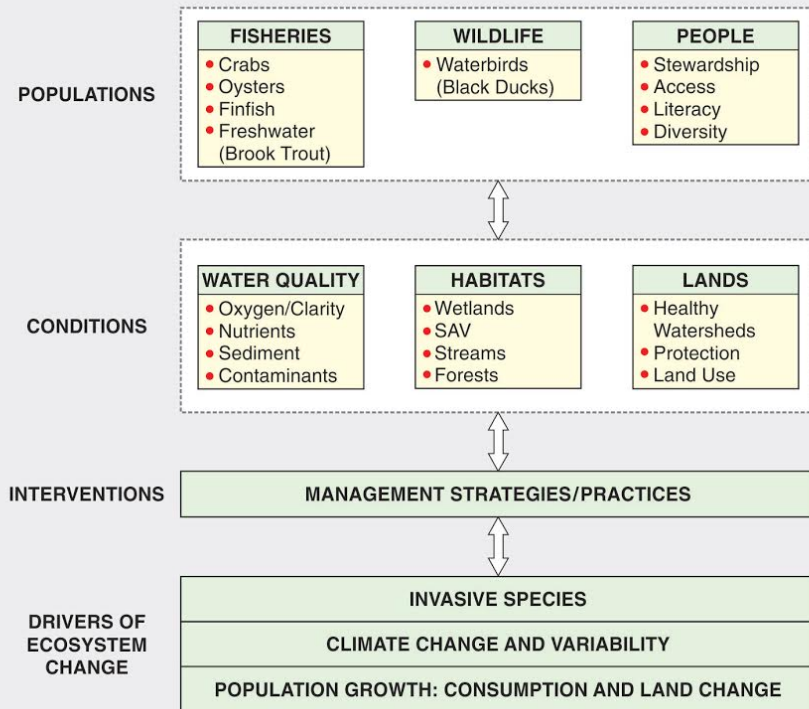 POPULATIONS
FISHERIES
• Crabs
• Oysters
• Finfish
• Freshwater
(Brook Trout)
WILDLIFE
• Waterbirds
(Black Ducks)
PEOPLE
• Stewardship
• Access
• Literacy
• Diversity
CONDITIONS
WATER QUALITY
• Oxygen/Clarity
• Nutrients
• Sediment
• Contaminants
HABITATS
• Wetlands
• SAV
• Streams
• Forests
LANDS
• Healthy
Watersheds
• Protection
• Land Use
INTERVENTIONS
MANAGEMENT STRATEGIES/PRACTICES
DRIVERS OF
ECOSYSTEM
CHANGE
INVASIVE SPECIES
CLIMATE CHANGE AND VARIABILITY
POPULATION GROWTH: CONSUMPTION AND LAND CHANGE